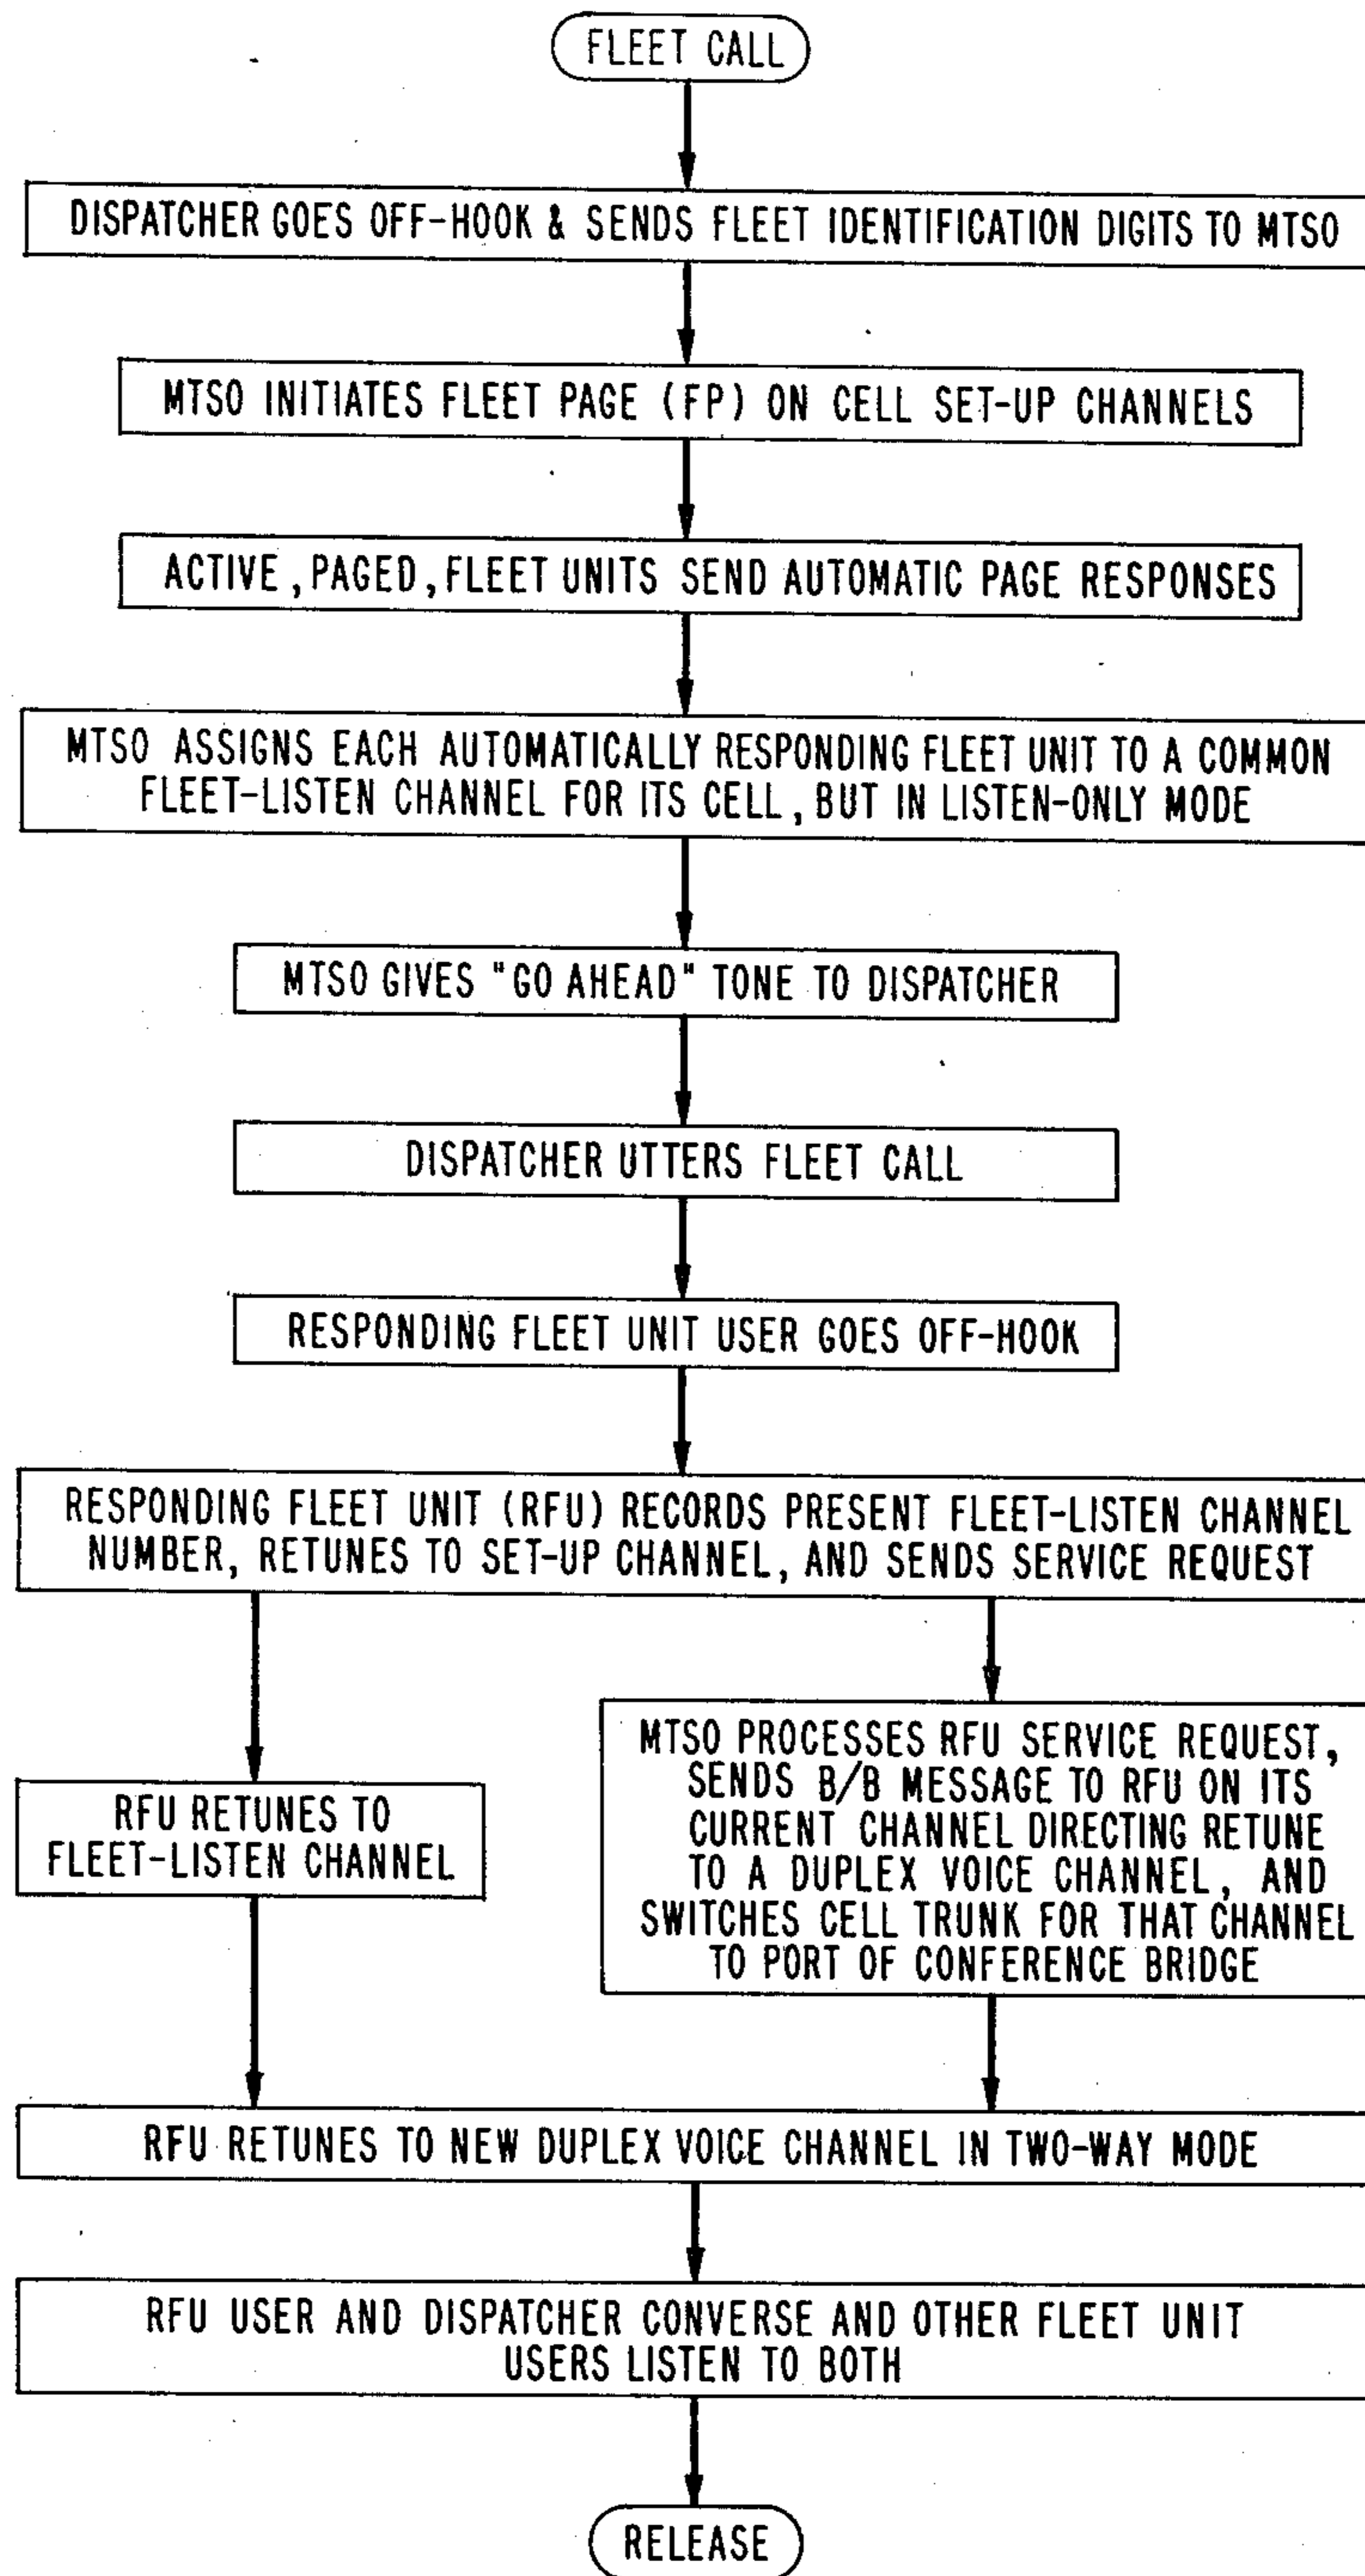 FLEET CALL
DISPATCHER GOES OFF-HOOK & SENDS FLEET IDENTIFICATION DIGITS TO MTSO
MTSO INITIATES FLEET PAGE (FP) ON CELL SET-UP CHANNELS
ACTIVE, PAGED, FLEET UNITS SEND AUTOMATIC PAGE RESPONSES
MTSO ASSIGNS EACH AUTOMATICALLY RESPONDING FLEET UNIT TO A COMMON
FLEET-LISTEN CHANNEL FOR ITS CELL, BUT IN LISTEN-ONLY MODE
MTSO GIVES "GO AHEAD" TONE TO DISPATCHER
DISPATCHER UTTERS FLEET CALL
RESPONDING FLEET UNIT USER GOES OFF-HOOK
RESPONDING FLEET UNIT (RFU) RECORDS PRESENT FLEET-LISTEN CHANNEL
NUMBER, RETUNES TO SET-UP CHANNEL, AND SENDS SERVICE REQUEST
RFU RETUNES TO
FLEET-LISTEN CHANNEL
MTSO PROCESSES RFU SERVICE REQUEST,
SENDS B/B MESSAGE TO RFU ON ITS
CURRENT CHANNEL DIRECTING RETUNE
TO A DUPLEX VOICE CHANNEL, AND
SWITCHES CELL TRUNK FOR THAT CHANNEL
TO PORT OF CONFERENCE BRIDGE
RFU RETUNES TO NEW DUPLEX VOICE CHANNEL IN TWO-WAY MODE
RFU USER AND DISPATCHER CONVERSE AND OTHER FLEET UNIT
USERS LISTEN TO BOTH
RELEASE